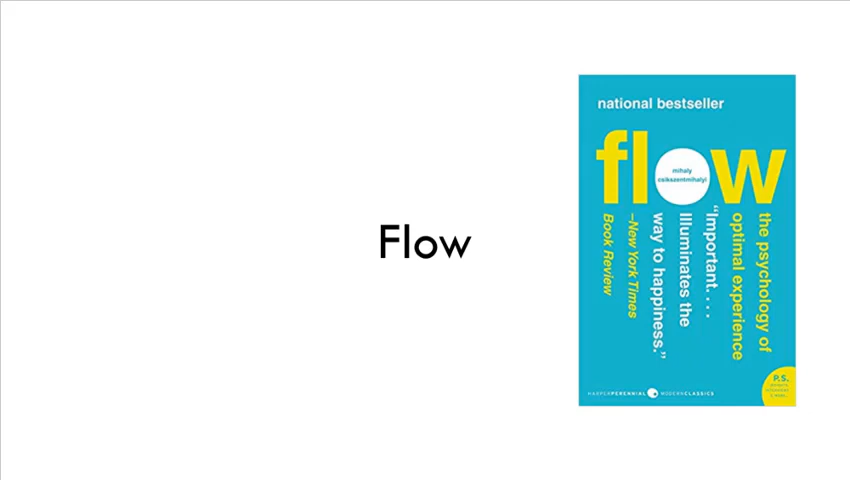 Flow
national bestseller
flow
mihaly
csikszentmihalyi
the psychology of
optimal experience
“Important. . . .
Illuminates the
way to happiness.”
–New York Times
Book Review
P.S.
HARPERPERENNIAL MODERNCLASSICS